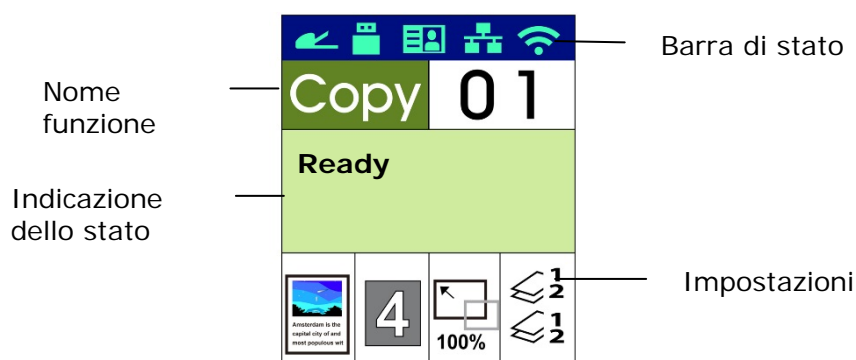 Barra di stato
Nome
funzione
Copy 01
Ready
Indicazione
dello stato
Impostazioni
Amsterdam is the
capital city of and
most populous wit
4
100%
1
2
1
2